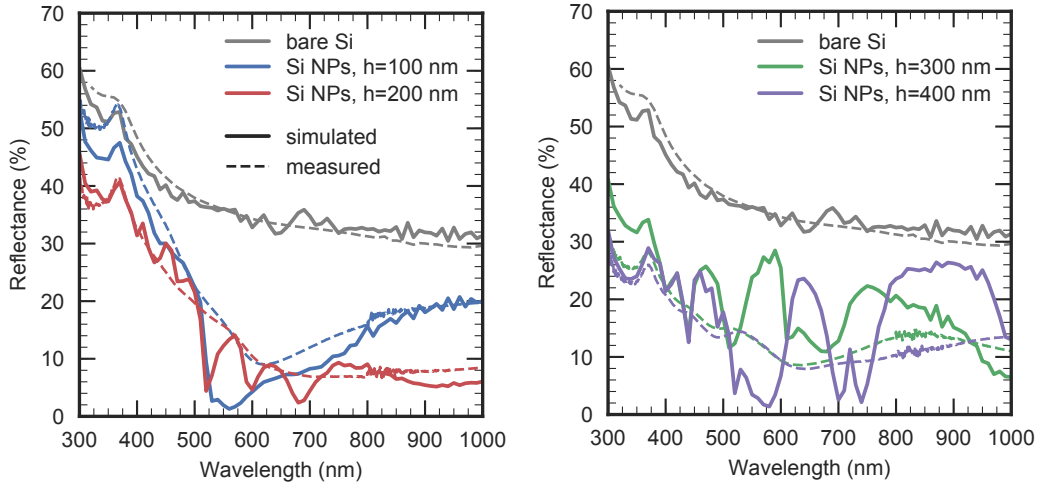 70
60
50
40
30
20
10
0
Reflectance (%)
bare Si
Si NPs, h=100 nm
Si NPs, h=200 nm
simulated
measured
300 400 500 600 700 800 900 1000
Wavelength (nm)
70
60
50
40
30
20
10
0
Reflectance (%)
bare Si
Si NPs, h=300 nm
Si NPs, h=400 nm
300 400 500 600 700 800 900 1000
Wavelength (nm)